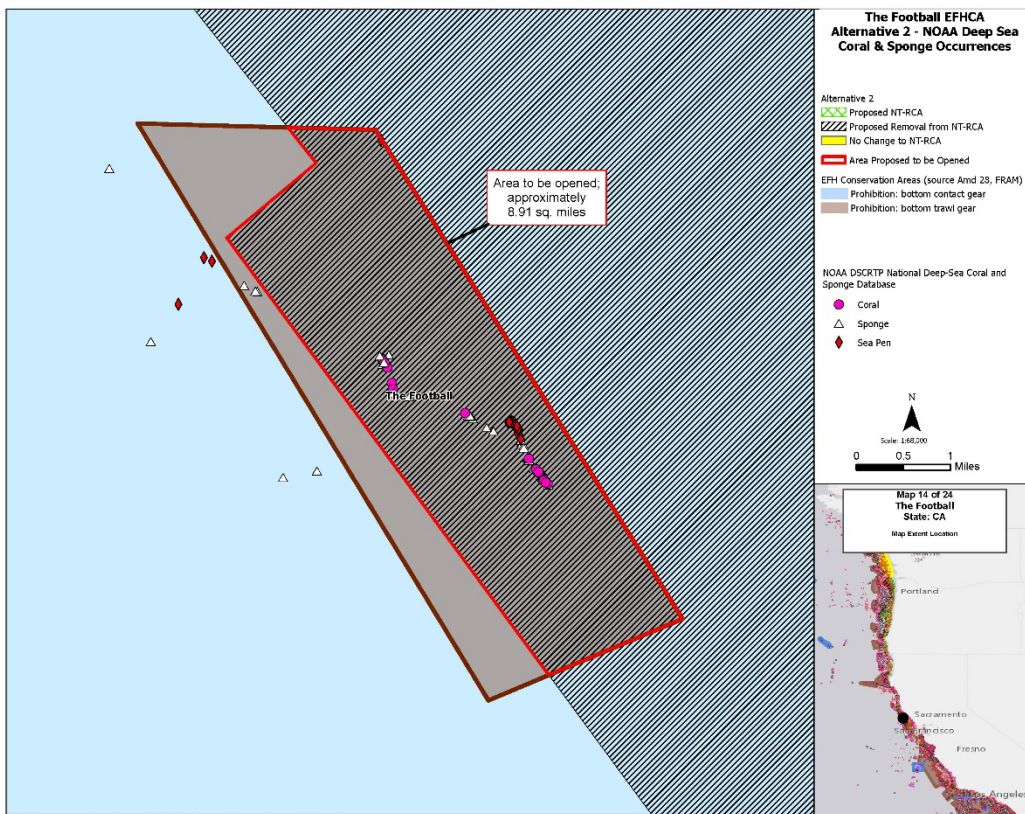 The Football EFHCA
Alternative 2 - NOAA Deep Sea
Coral & Sponge Occurrences
Alternative 2
Proposed NT-RCA
Proposed Removal from NT-RCA
No Change to NT-RCA
Area Proposed to be Opened
EFH Conservation Areas (source Amd 28, FRAM)
Prohibition: bottom contact gear
Prohibition: bottom trawl gear
Area to be opened;
approximately
8.91 sq. miles
NOAA DSCRTP National Deep-Sea Coral and
Sponge Database
Coral
Sponge
Sea Pen
The Football
N
Scale: 1:68,000
0 0.5 1
Miles
Map 14 of 24
The Football
State: CA
Map Extent Location
Portland
Sacramento
San Francisco
Fresno
Angeles